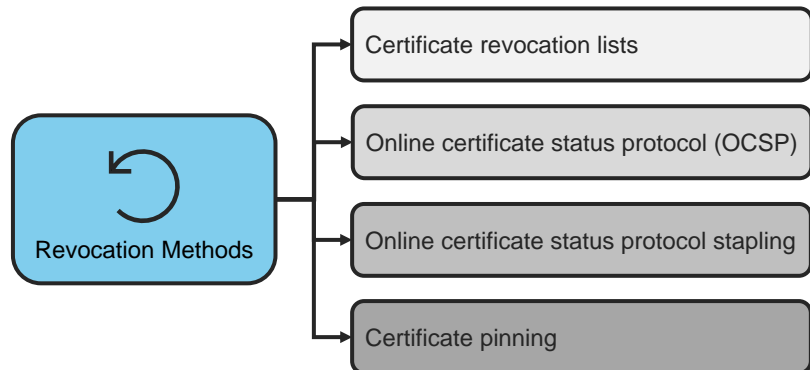 Certificate revocation lists
Online certificate status protocol (OCSP)
Revocation Methods
Online certificate status protocol stapling
Certificate pinning